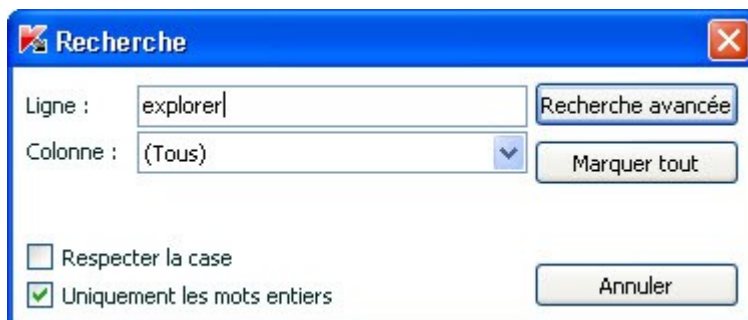 Recherche
Ligne : explorer Recherche avancée
Colonne : (Tous) Marquer tout
Respecter la case
Uniquement les mots entiers Annuler